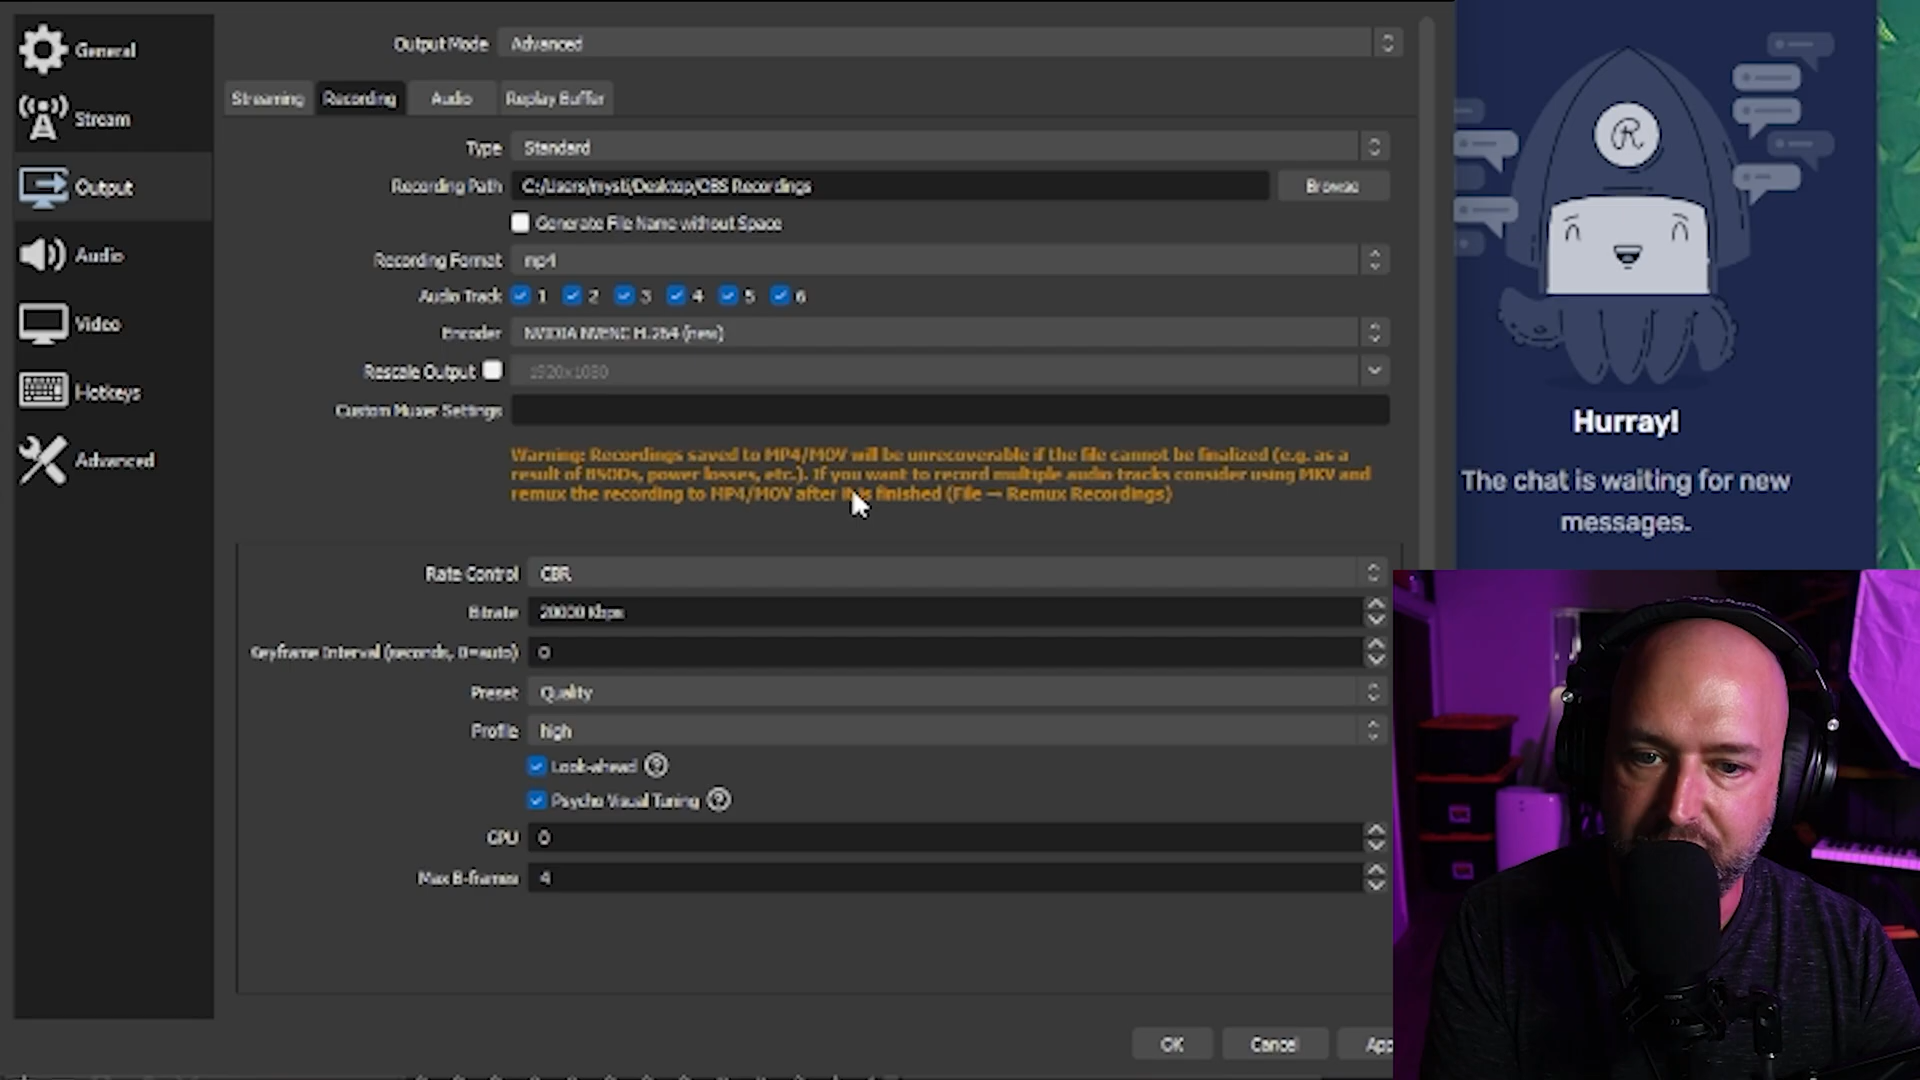 General
Stream
Output
Audio
Video
Hotkeys
Advanced
Output Mode Advanced
Streaming Recording Audio Replay Buffer
Type Standard
Recording Path C:/Users/mysti/Desktop/OBS Recordings Browse
Generate File Name without Space
Recording Format mp4
Audio Track 1 2 3 4 5 6
Encoder NVIDIA NVENC H.264 (new)
Rescale Output 1920x1080
Custom Muxer Settings
Warning: Recordings saved to MP4/MOV will be unrecoverable if the file cannot be finalized (e.g. as a
result of BSODs, power losses, etc.). If you want to record multiple audio tracks consider using MKV and
remux the recording to MP4/MOV after it is finished (File → Remux Recordings)
Rate Control CBR
Bitrate 20000 Kbps
Keyframe Interval (seconds, 0=auto) 0
Preset Quality
Profile high
Look-ahead ?
Psycho Visual Tuning ?
GPU 0
Max B-frames 4
OK Cancel App
R
Hurray!
The chat is waiting for new
messages.